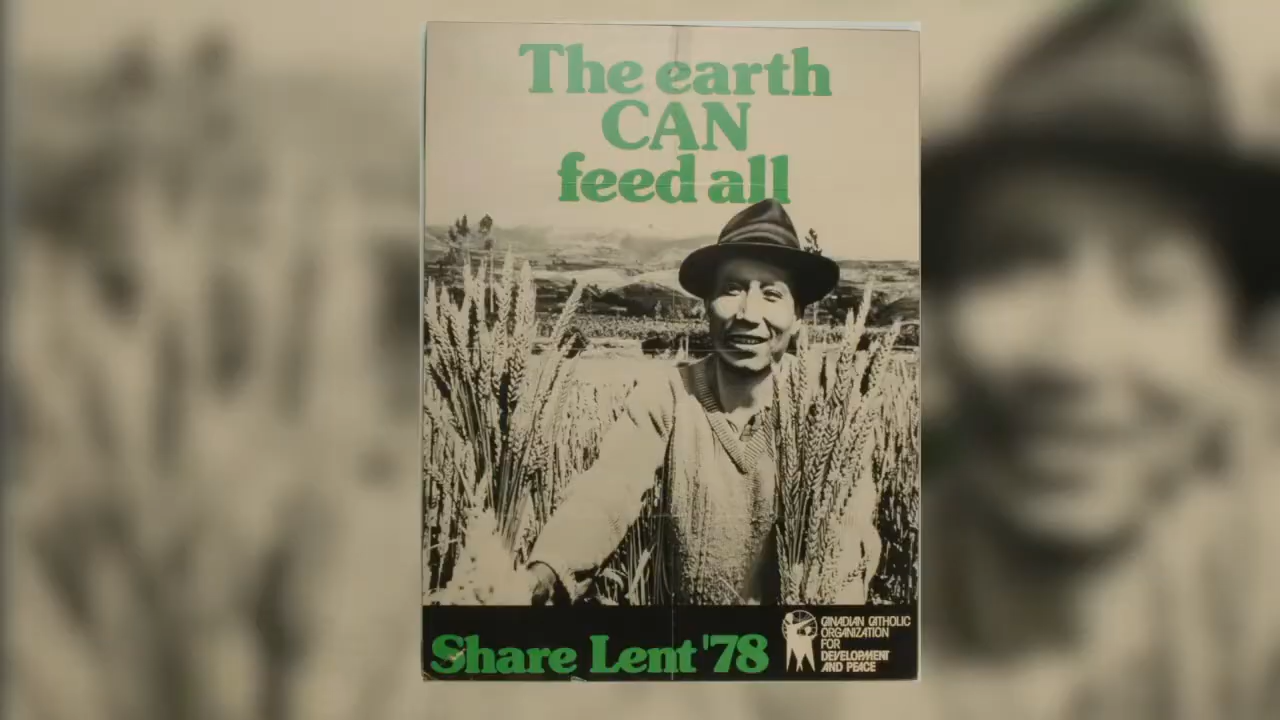 The earth
CAN
feed all
Share Lent '78
CANADIAN CATHOLIC
ORGANIZATION
FOR
DEVELOPMENT
AND PEACE